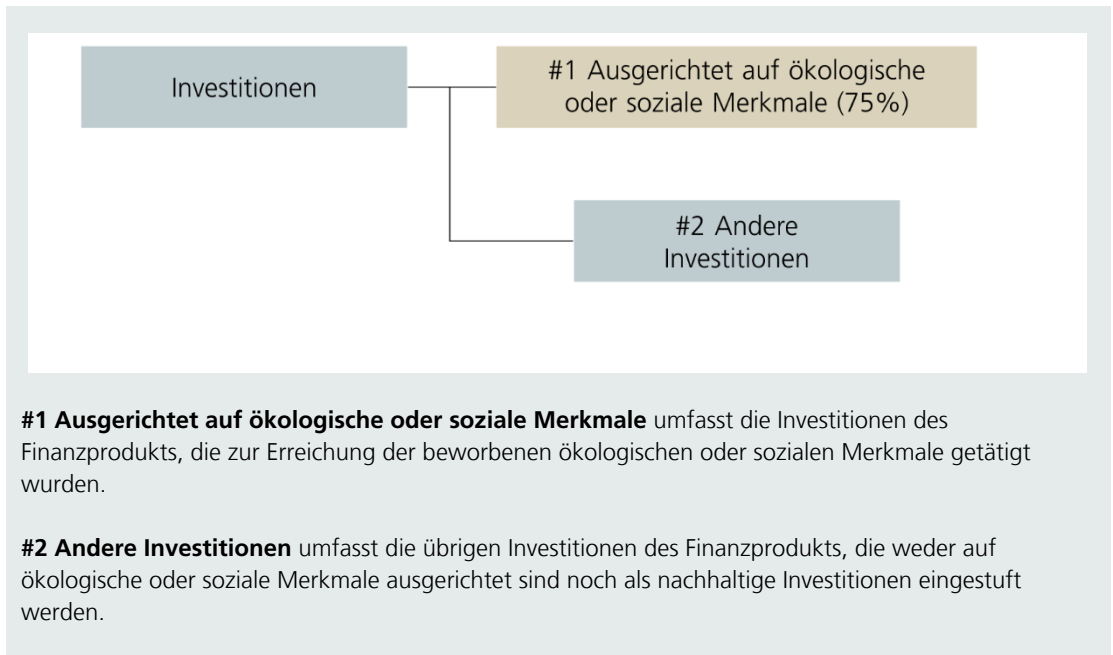 Investitionen
#1 Ausgerichtet auf ökologische
oder soziale Merkmale (75%)
#2 Andere
Investitionen
#1 Ausgerichtet auf ökologische oder soziale Merkmale umfasst die Investitionen des
Finanzprodukts, die zur Erreichung der beworbenen ökologischen oder sozialen Merkmale getätigt
wurden.
#2 Andere Investitionen umfasst die übrigen Investitionen des Finanzprodukts, die weder auf
ökologische oder soziale Merkmale ausgerichtet sind noch als nachhaltige Investitionen eingestuft
werden.